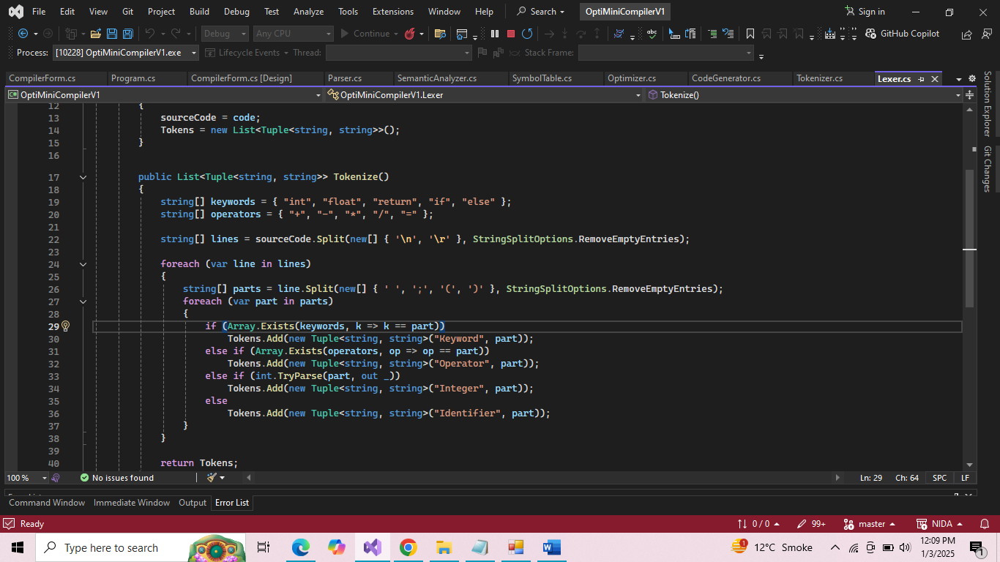 File Edit View Git Project Build Debug Test Analyze Tools Extensions Window Help Search OptiMiniCompilerV1 Sign in
Debug Any CPU Continue GitHub Copilot
Process: [10228] OptiMiniCompilerV1.exe Lifecycle Events Thread: Stack Frame:
CompilerForm.cs Program.cs CompilerForm.cs [Design] Parser.cs SemanticAnalyzer.cs SymbolTable.cs Optimizer.cs CodeGenerator.cs Tokenizer.cs Lexer.cs
C# OptiMiniCompilerV1 OptiMiniCompilerV1.Lexer Tokenize()
Solution Explorer
Git Changes
12 {
13 sourceCode = code;
14 Tokens = new List<Tuple<string, string>>();
15 }
16
17 public List<Tuple<string, string>> Tokenize()
18 {
19 string[] keywords = { "int", "float", "return", "if", "else" };
20 string[] operators = { "+", "-", "*", "/", "=" };
21
22 string[] lines = sourceCode.Split(new[] { '\n', '\r' }, StringSplitOptions.RemoveEmptyEntries);
23
24 foreach (var line in lines)
25 {
26 string[] parts = line.Split(new[] { ' ', ';', '(', ')' }, StringSplitOptions.RemoveEmptyEntries);
27 foreach (var part in parts)
28 {
29 if (Array.Exists(keywords, k => k == part))
30 Tokens.Add(new Tuple<string, string>("Keyword", part));
31 else if (Array.Exists(operators, op => op == part))
32 Tokens.Add(new Tuple<string, string>("Operator", part));
33 else if (int.TryParse(part, out _))
34 Tokens.Add(new Tuple<string, string>("Integer", part));
35 else
36 Tokens.Add(new Tuple<string, string>("Identifier", part));
37 }
38 }
39
40 return Tokens;
100 % No issues found Ln: 29 Ch: 64 SPC LF
Command Window Immediate Window Output Error List
Ready 0 / 0 99+ master NIDA
Type here to search 1 12°C Smoke 12:09 PM
1/3/2025 1